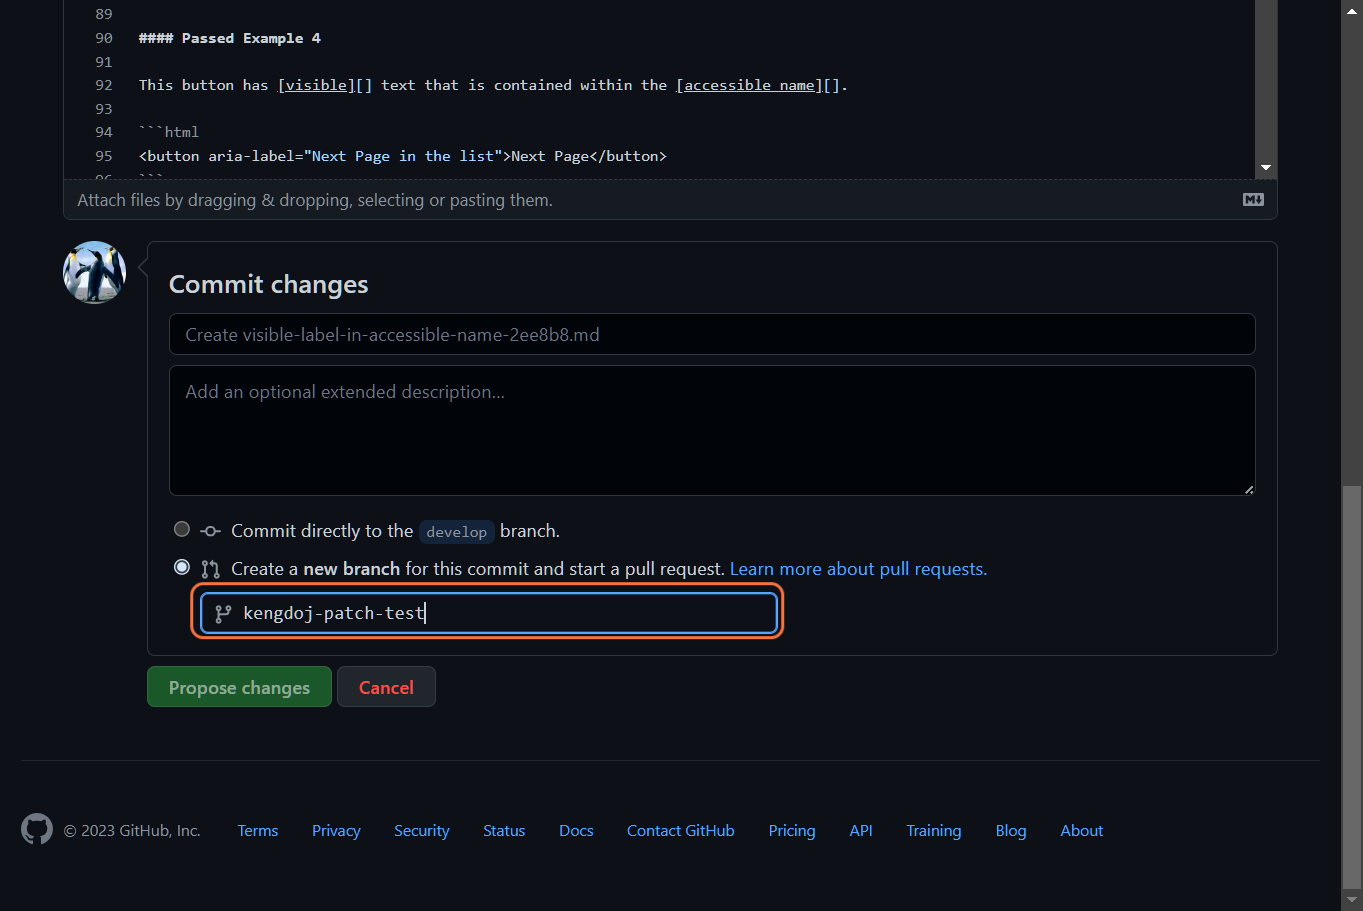 89
90 #### Passed Example 4
91
92 This button has [visible][] text that is contained within the [accessible name][].
93
94 ```html
95 <button aria-label="Next Page in the list">Next Page</button>
96 ```
Attach files by dragging & dropping, selecting or pasting them.
Commit changes
Create visible-label-in-accessible-name-2ee8b8.md
Add an optional extended description...
Commit directly to the develop branch.
Create a new branch for this commit and start a pull request. Learn more about pull requests.
kengdoj-patch-test
Propose changes Cancel
© 2023 GitHub, Inc. Terms Privacy Security Status Docs Contact GitHub Pricing API Training Blog About